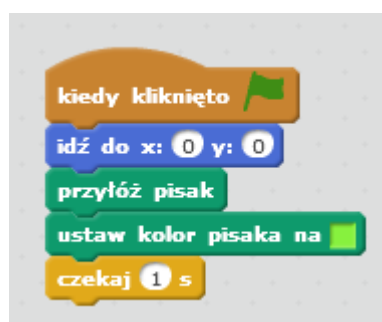 kiedy kliknięto
idź do x: 0 y: 0
przyłóż pisak
ustaw kolor pisaka na
czekaj 1 s